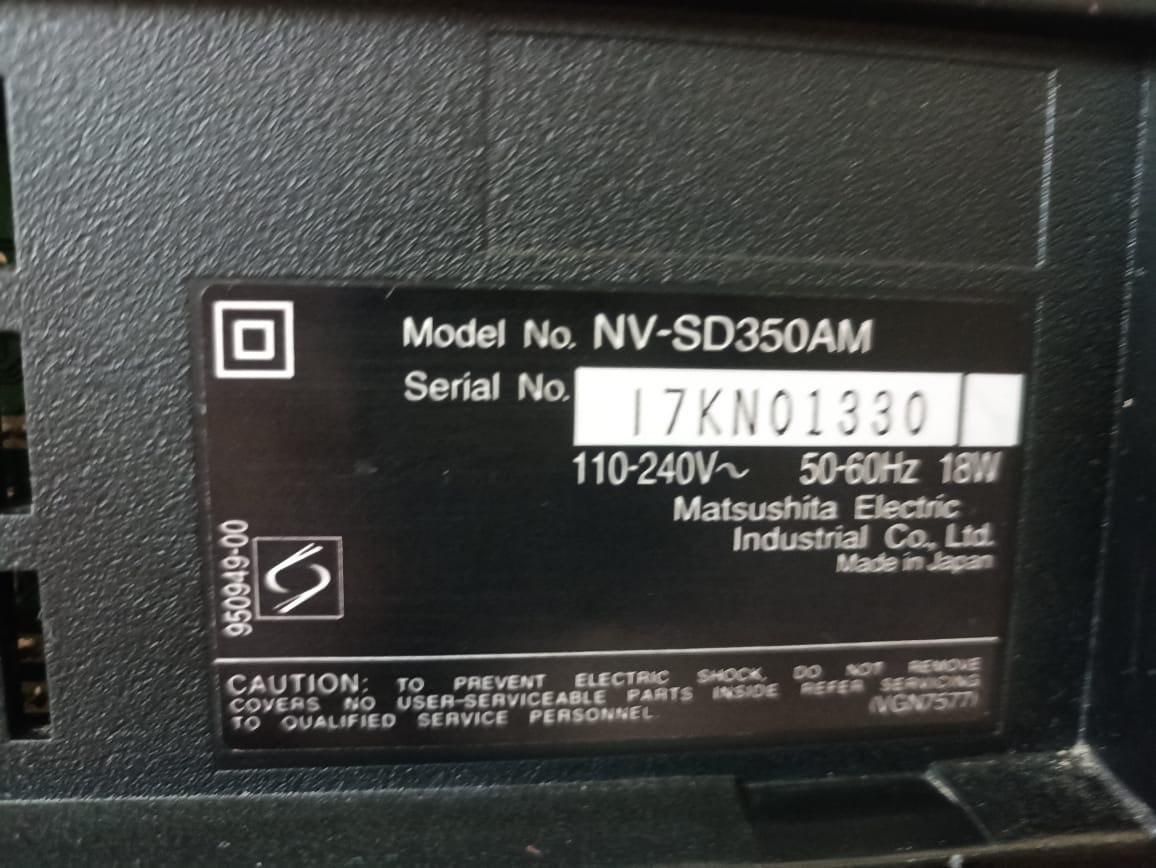 Model No. NV-SD350AM
Serial No. I7KN01330
110-240V~ 50-60Hz 18W
Matsushita Electric
Industrial Co., Ltd.
Made in Japan
950949-00
CAUTION: TO PREVENT ELECTRIC SHOCK, DO NOT REMOVE
COVERS NO USER-SERVICEABLE PARTS INSIDE REFER SERVICING
TO QUALIFIED SERVICE PERSONNEL
(VGN7577)